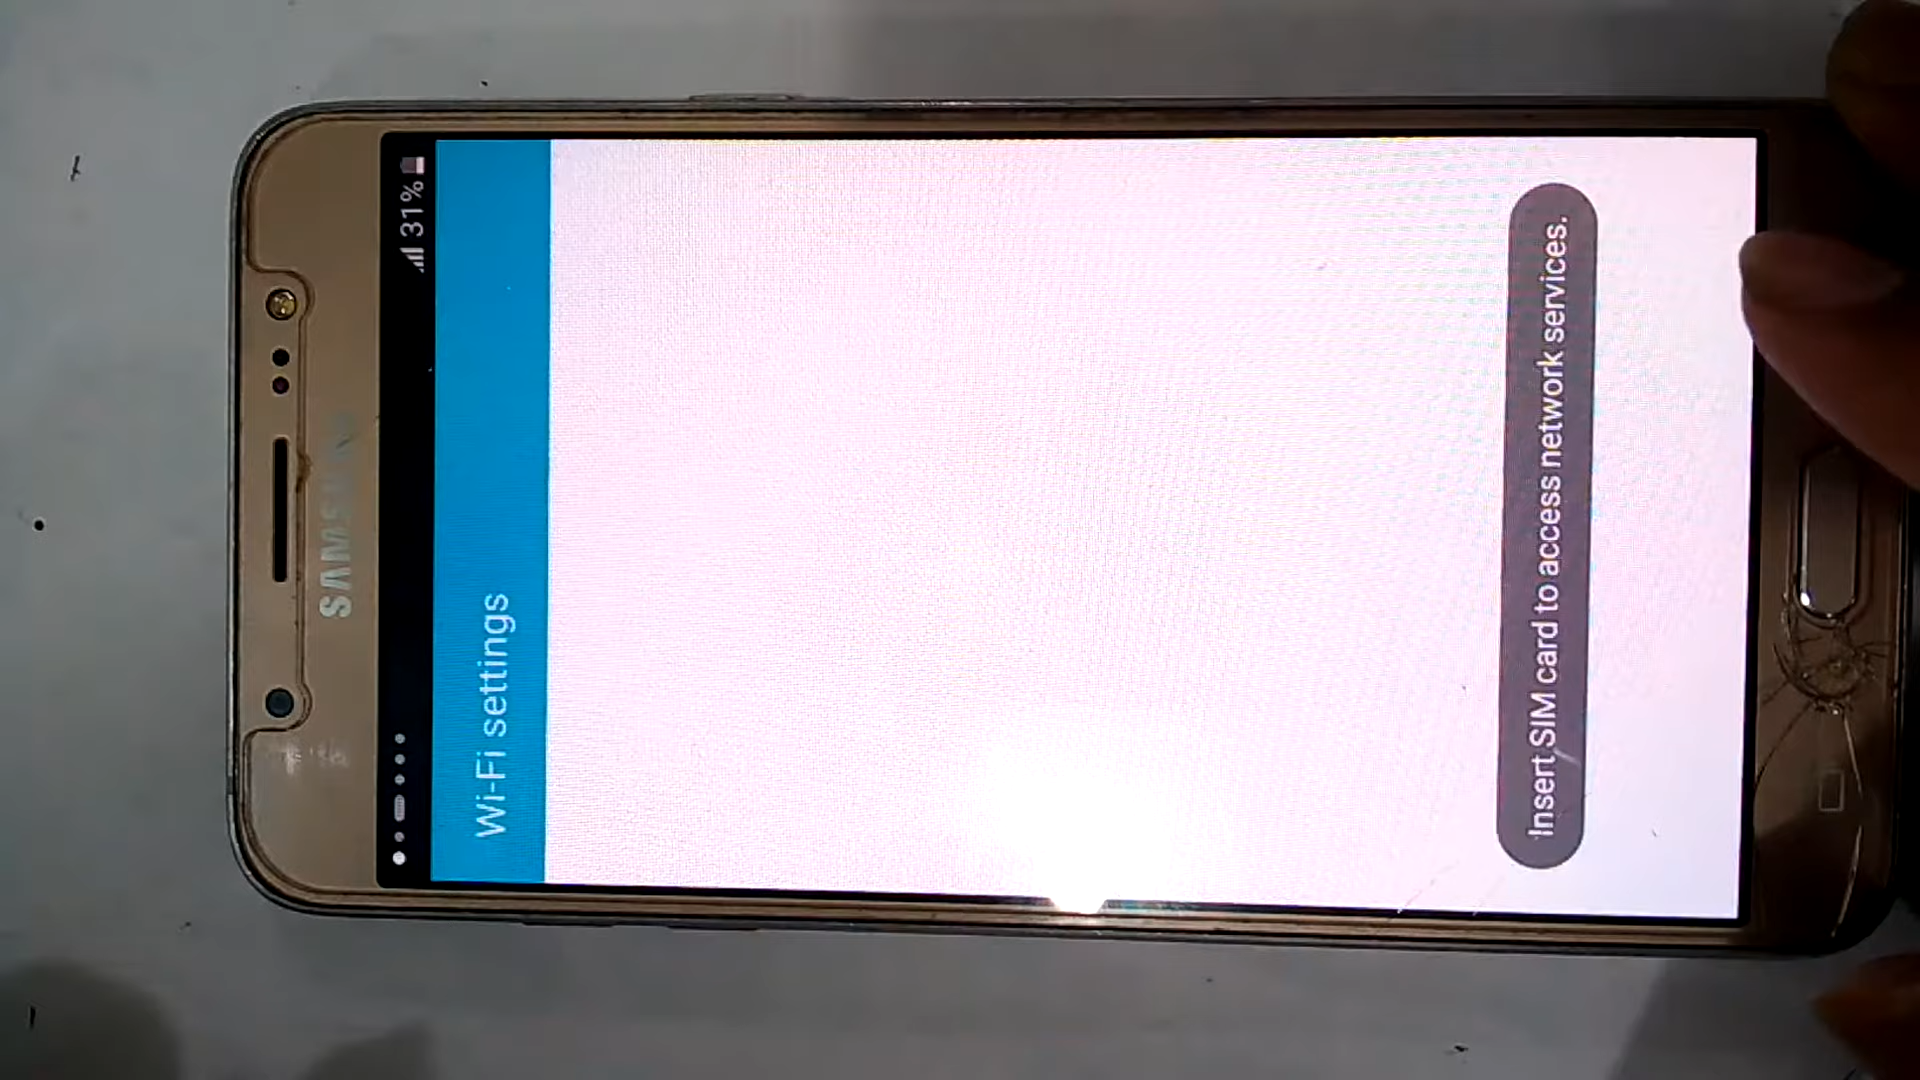 SAMSUNG
31%
Wi-Fi settings
Insert SIM card to access network services.